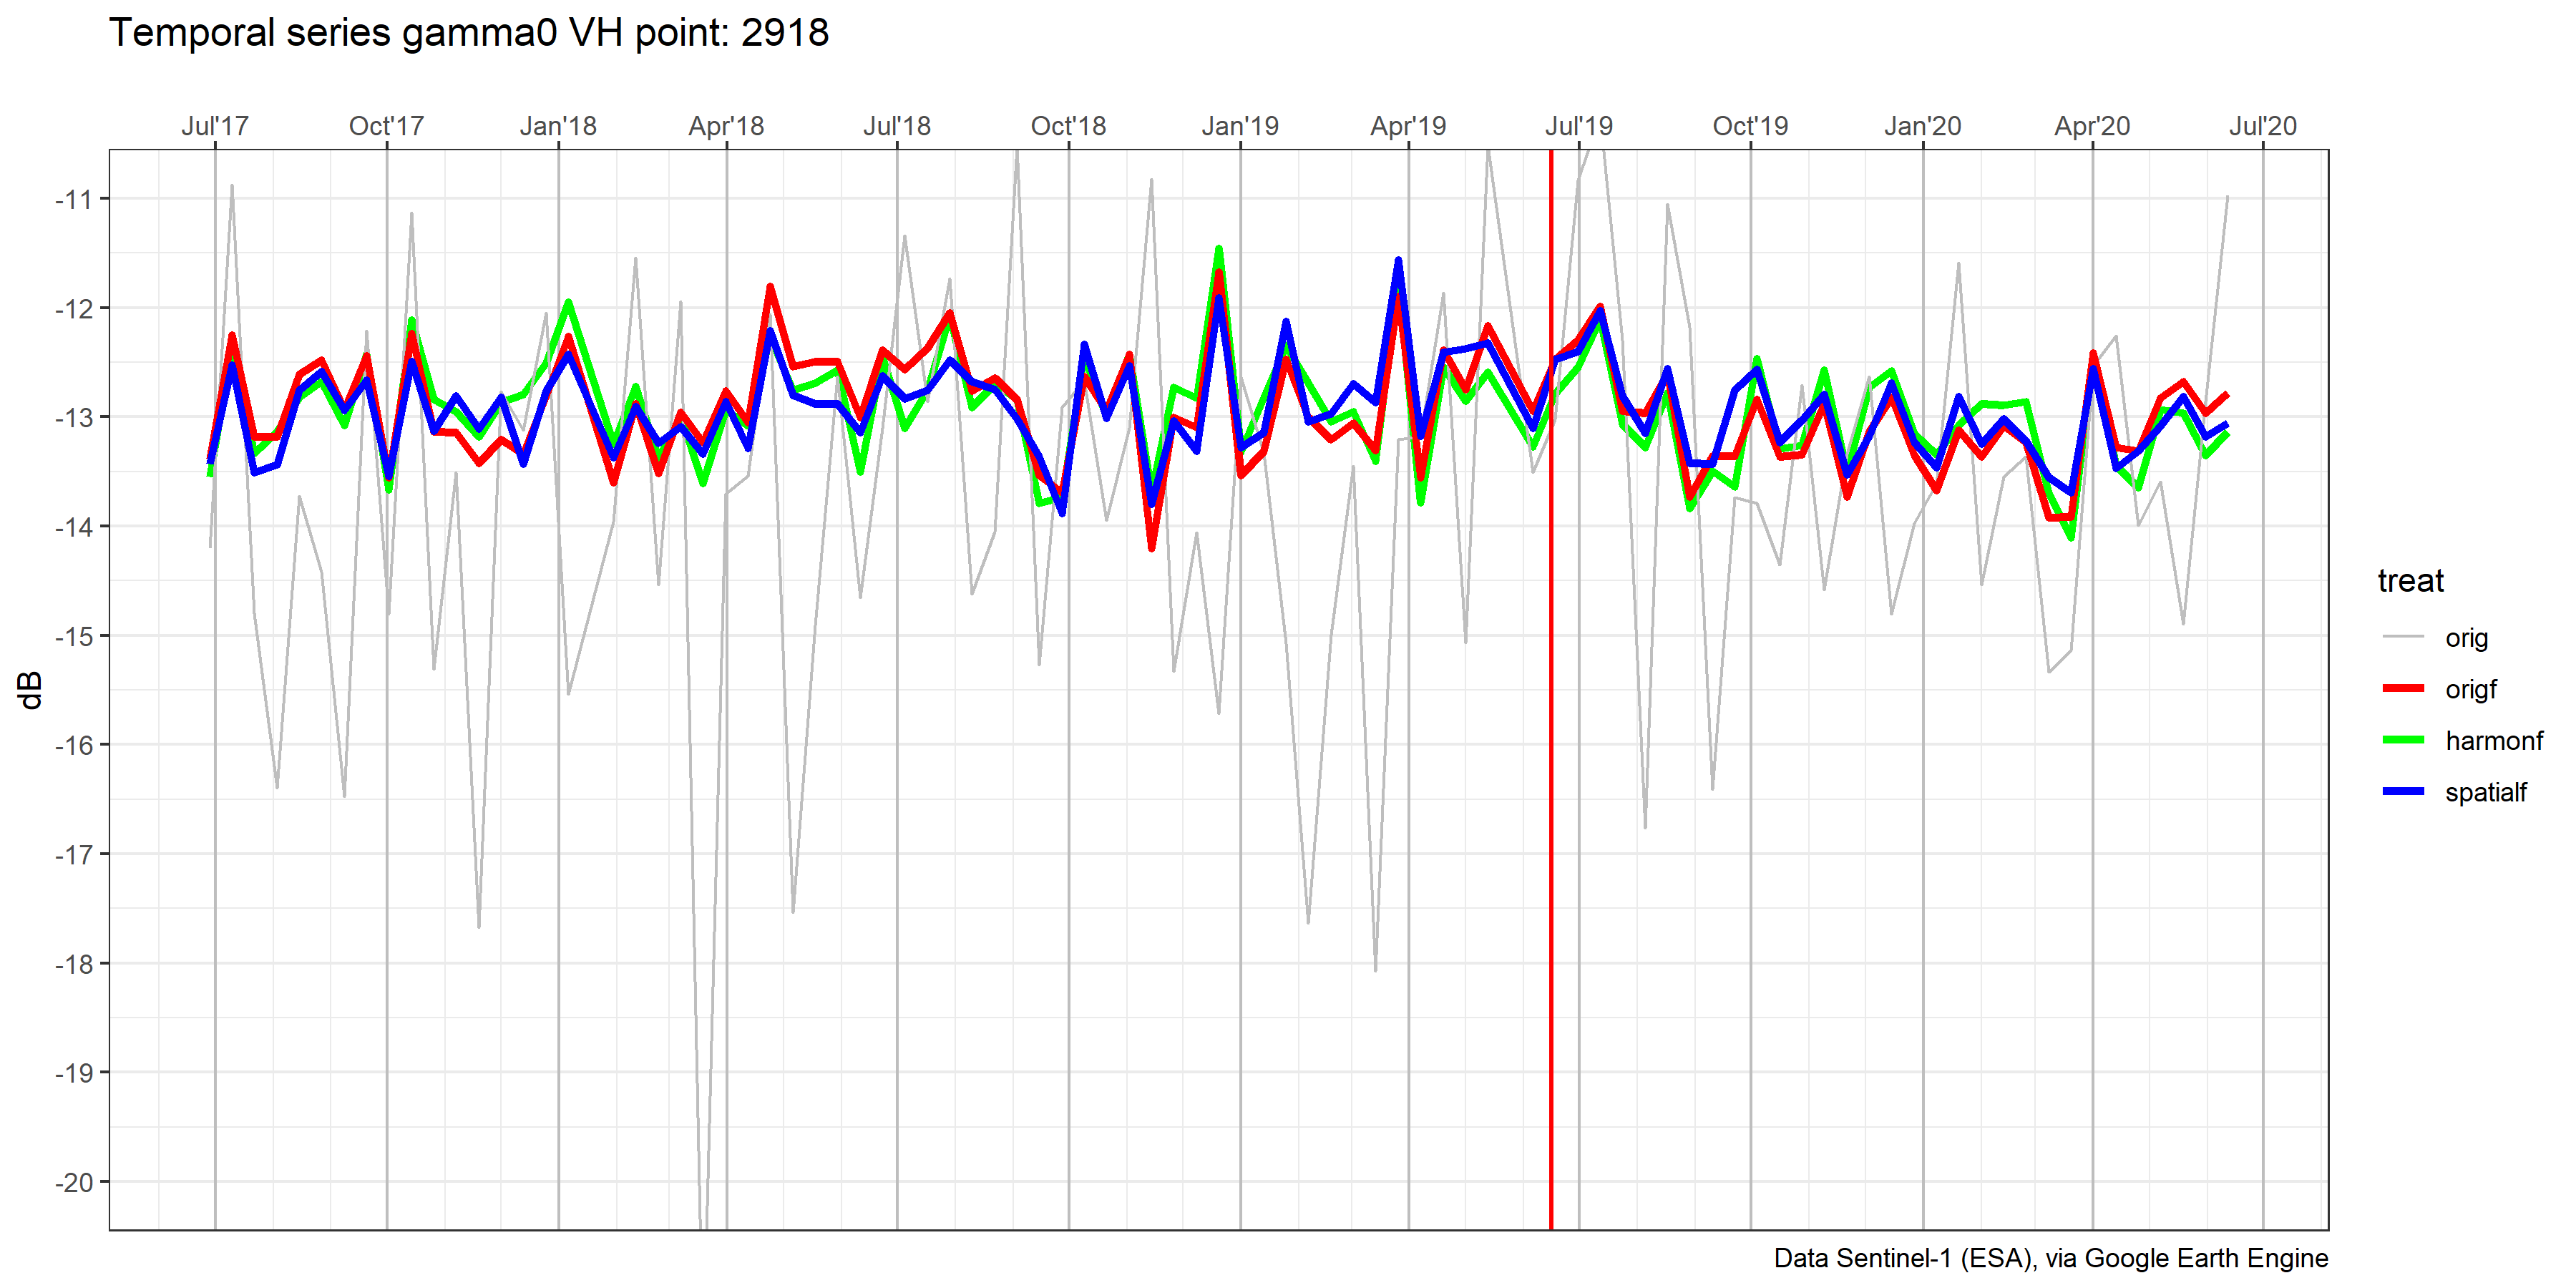 Temporal series gamma0 VH point: 2918
Jul'17 Oct'17 Jan'18 Apr'18 Jul'18 Oct'18 Jan'19 Apr'19 Jul'19 Oct'19 Jan'20 Apr'20 Jul'20
-11
-12
-13
-14
-15
-16
-17
-18
-19
-20
dB
treat
orig
origf
harmonf
spatialf
Data Sentinel-1 (ESA), via Google Earth Engine